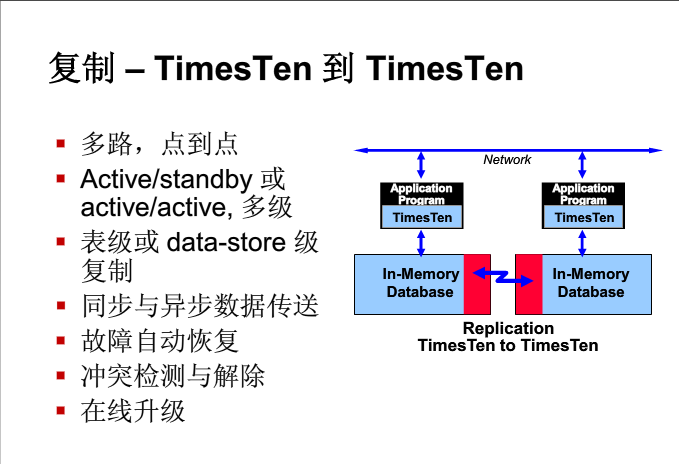 复制 – TimesTen 到 TimesTen
多路，点到点
Active/standby 或
active/active, 多级
表级或 data-store 级
复制
同步与异步数据传送
故障自动恢复
冲突检测与解除
在线升级
Network
Application
Program
TimesTen
Application
Program
TimesTen
In-Memory
Database
In-Memory
Database
Replication
TimesTen to TimesTen